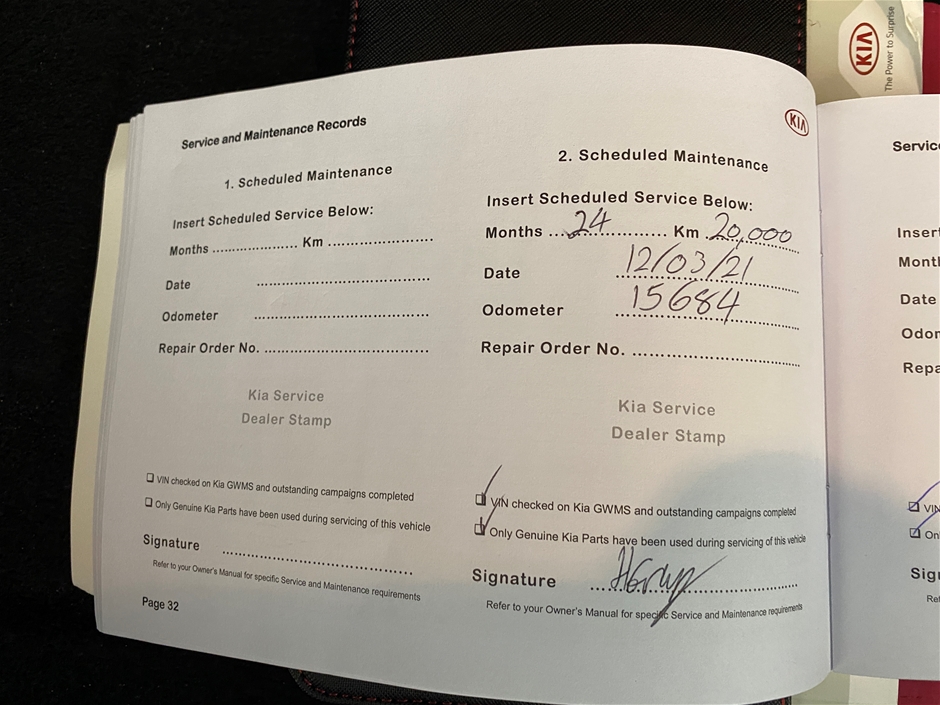 KIA
The Power to Surprise
Service and Maintenance Records
KIA
1. Scheduled Maintenance
Insert Scheduled Service Below:
Months ..................... Km ..........................
Date ...........................................
Odometer ...........................................
Repair Order No. ........................................
Kia Service
Dealer Stamp
☐ VIN checked on Kia GWMS and outstanding campaigns completed
☐ Only Genuine Kia Parts have been used during servicing of this vehicle
Signature .............................................
Refer to your Owner's Manual for specific Service and Maintenance requirements
Page 32
2. Scheduled Maintenance
Insert Scheduled Service Below:
Months ...24............. Km 20,000
Date 12/03/21
Odometer 15684
Repair Order No. ........................................
Kia Service
Dealer Stamp
☑ VIN checked on Kia GWMS and outstanding campaigns completed
☑ Only Genuine Kia Parts have been used during servicing of this vehicle
Signature
Refer to your Owner's Manual for specific Service and Maintenance requirements
Servic
Insert
Mont
Date
Odor
Repa
☑ VIN
☑ On
Sig
Ref